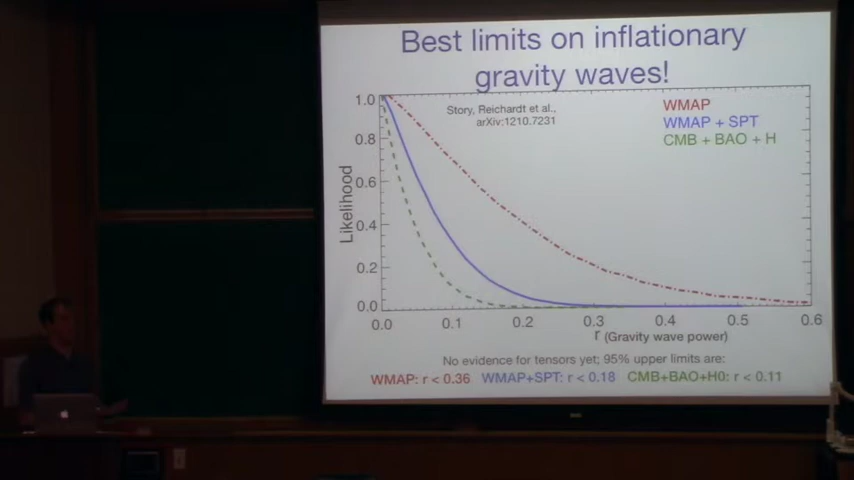 Best limits on inflationary
gravity waves!
Story, Reichardt et al.,
arXiv:1210.7231
WMAP
WMAP + SPT
CMB + BAO + H
Likelihood
1.0
0.8
0.6
0.4
0.2
0.0
0.0 0.1 0.2 0.3 0.4 0.5 0.6
r (Gravity wave power)
No evidence for tensors yet; 95% upper limits are:
WMAP: r < 0.36 WMAP+SPT: r < 0.18 CMB+BAO+H0: r < 0.11